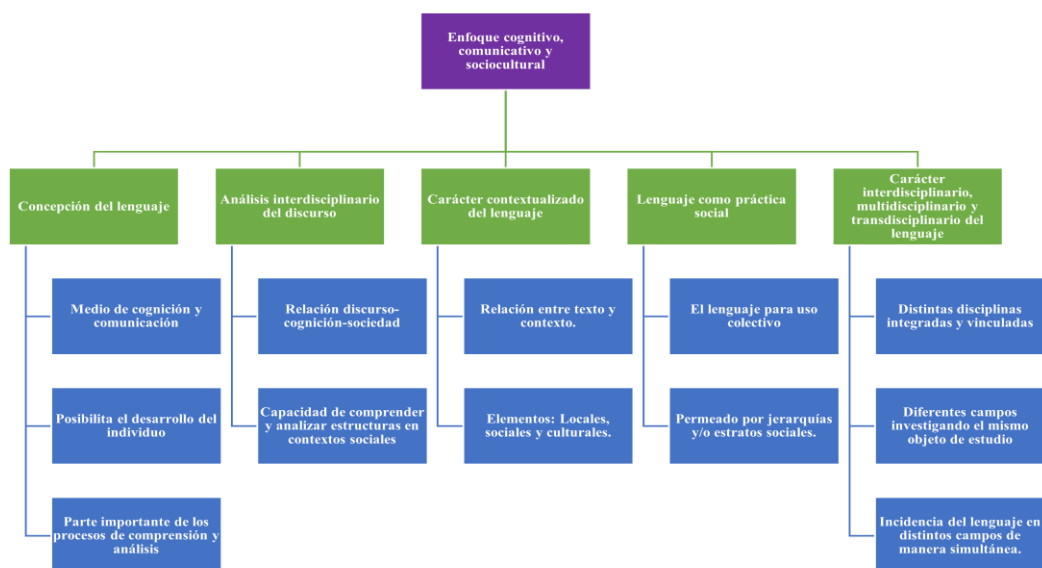 Enfoque cognitivo,
comunicativo y
sociocultural
Concepción del lenguaje
Medio de cognición y
comunicación
Posibilita el desarrollo del
individuo
Parte importante de los
procesos de comprensión y
análisis
Análisis interdisciplinario
del discurso
Relación discurso-
cognición-sociedad
Capacidad de comprender
y analizar estructuras en
contextos sociales
Carácter contextualizado
del lenguaje
Relación entre texto y
contexto.
Elementos: Locales,
sociales y culturales.
Lenguaje como práctica
social
El lenguaje para uso
colectivo
Permeado por jerarquías
y/o estratos sociales.
Carácter
interdisciplinario,
multidisciplinario y
transdisciplinario del
lenguaje
Distintas disciplinas
integradas y vinculadas
Diferentes campos
investigando el mismo
objeto de estudio
Incidencia del lenguaje en
distintos campos de
manera simultánea.